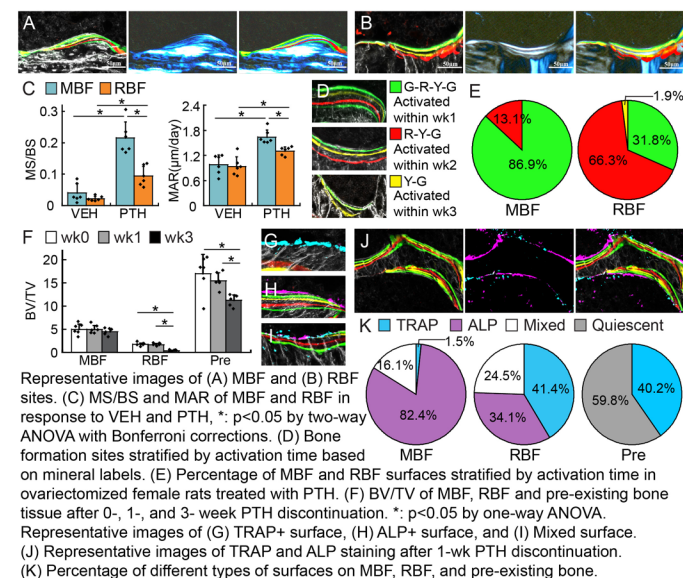 A
50μm
50μm
50μm
B
50μm
50μm
50μm
C
MBF RBF
MS/BS
0.3
0.2
0.1
0
VEH PTH
* * *
MAR(μm/day)
2.4
1.8
1.2
0.6
0
VEH PTH
* * *
D
G-R-Y-G
Activated
within wk1
R-Y-G
Activated
within wk2
Y-G
Activated
within wk3
E
13.1%
86.9%
MBF
1.9%
31.8%
66.3%
RBF
F
wk0 wk1 wk3
BV/TV
20
15
10
5
0
MBF RBF Pre
* * * *
G
H
I
J
K
TRAP ALP Mixed Quiescent
1.5%
16.1%
82.4%
MBF
24.5%
41.4%
34.1%
RBF
59.8%
40.2%
Pre
Representative images of (A) MBF and (B) RBF
sites. (C) MS/BS and MAR of MBF and RBF in
response to VEH and PTH, *: p<0.05 by two-way
ANOVA with Bonferroni corrections. (D) Bone
formation sites stratified by activation time based
on mineral labels. (E) Percentage of MBF and RBF surfaces stratified by activation time in
ovariectomized female rats treated with PTH. (F) BV/TV of MBF, RBF and pre-existing bone
tissue after 0-, 1-, and 3- week PTH discontinuation. *: p<0.05 by one-way ANOVA.
Representative images of (G) TRAP+ surface, (H) ALP+ surface, and (I) Mixed surface.
(J) Representative images of TRAP and ALP staining after 1-wk PTH discontinuation.
(K) Percentage of different types of surfaces on MBF, RBF, and pre-existing bone.